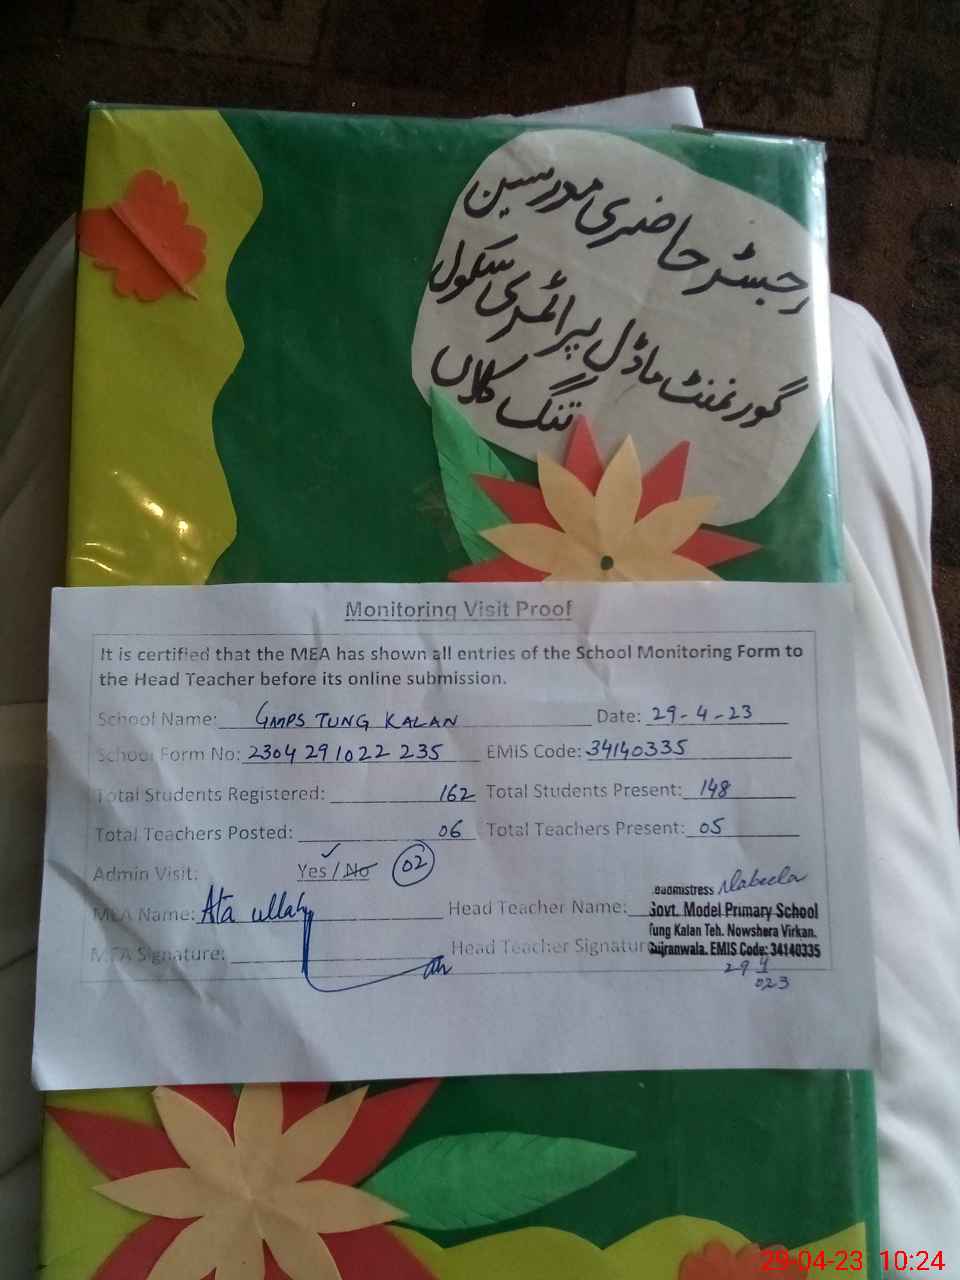 رجسٹر حاضری مدرسین
گورنمنٹ ماڈل پرائمری سکول
تنگ کلاں
Monitoring Visit Proof
It is certified that the MEA has shown all entries of the School Monitoring Form to
the Head Teacher before its online submission.
School Name: GMPS TUNG KALAN Date: 29-4-23
School Form No: 2304291022235 EMIS Code: 34140335
Total Students Registered: 162 Total Students Present: 148
Total Teachers Posted: 06 Total Teachers Present: 05
Admin Visit: Yes / No 02
MEA Name: Ata ullah Head Teacher Name: Nabeela
MEA Signature: Head Teacher Signature
eadmistress
Govt. Model Primary School
Tung Kalan Teh. Nowshera Virkan.
Gujranwala. EMIS Code: 34140335
29 4
023
29-04-23 10:24